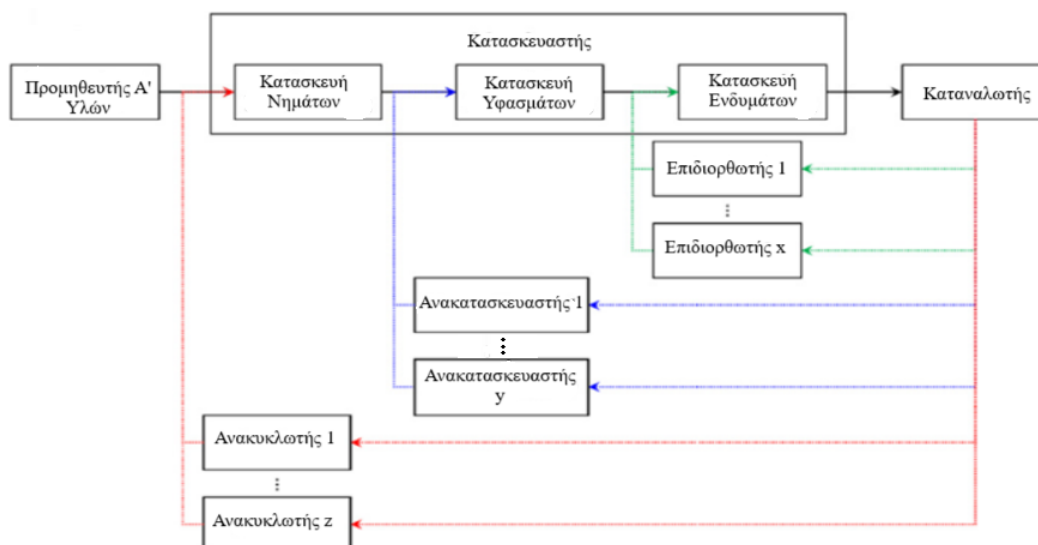 Κατασκευαστής
Προμηθευτής Α'
Υλών
Κατασκευή
Νημάτων
Κατασκευή
Υφασμάτων
Κατασκευή
Ενδυμάτων
Καταναλωτής
Επιδιορθωτής 1
Επιδιορθωτής x
Ανακατασκευαστής 1
Ανακατασκευαστής
y
Ανακυκλωτής 1
Ανακυκλωτής z